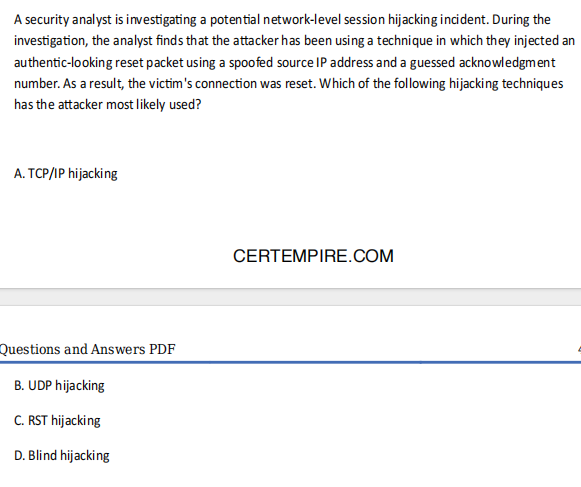 A security analyst is investigating a potential network-level session hijacking incident. During the
investigation, the analyst finds that the attacker has been using a technique in which they injected an
authentic-looking reset packet using a spoofed source IP address and a guessed acknowledgment
number. As a result, the victim's connection was reset. Which of the following hijacking techniques
has the attacker most likely used?
A. TCP/IP hijacking
CERTEMPIRE.COM
Questions and Answers PDF
B. UDP hijacking
C. RST hijacking
D. Blind hijacking